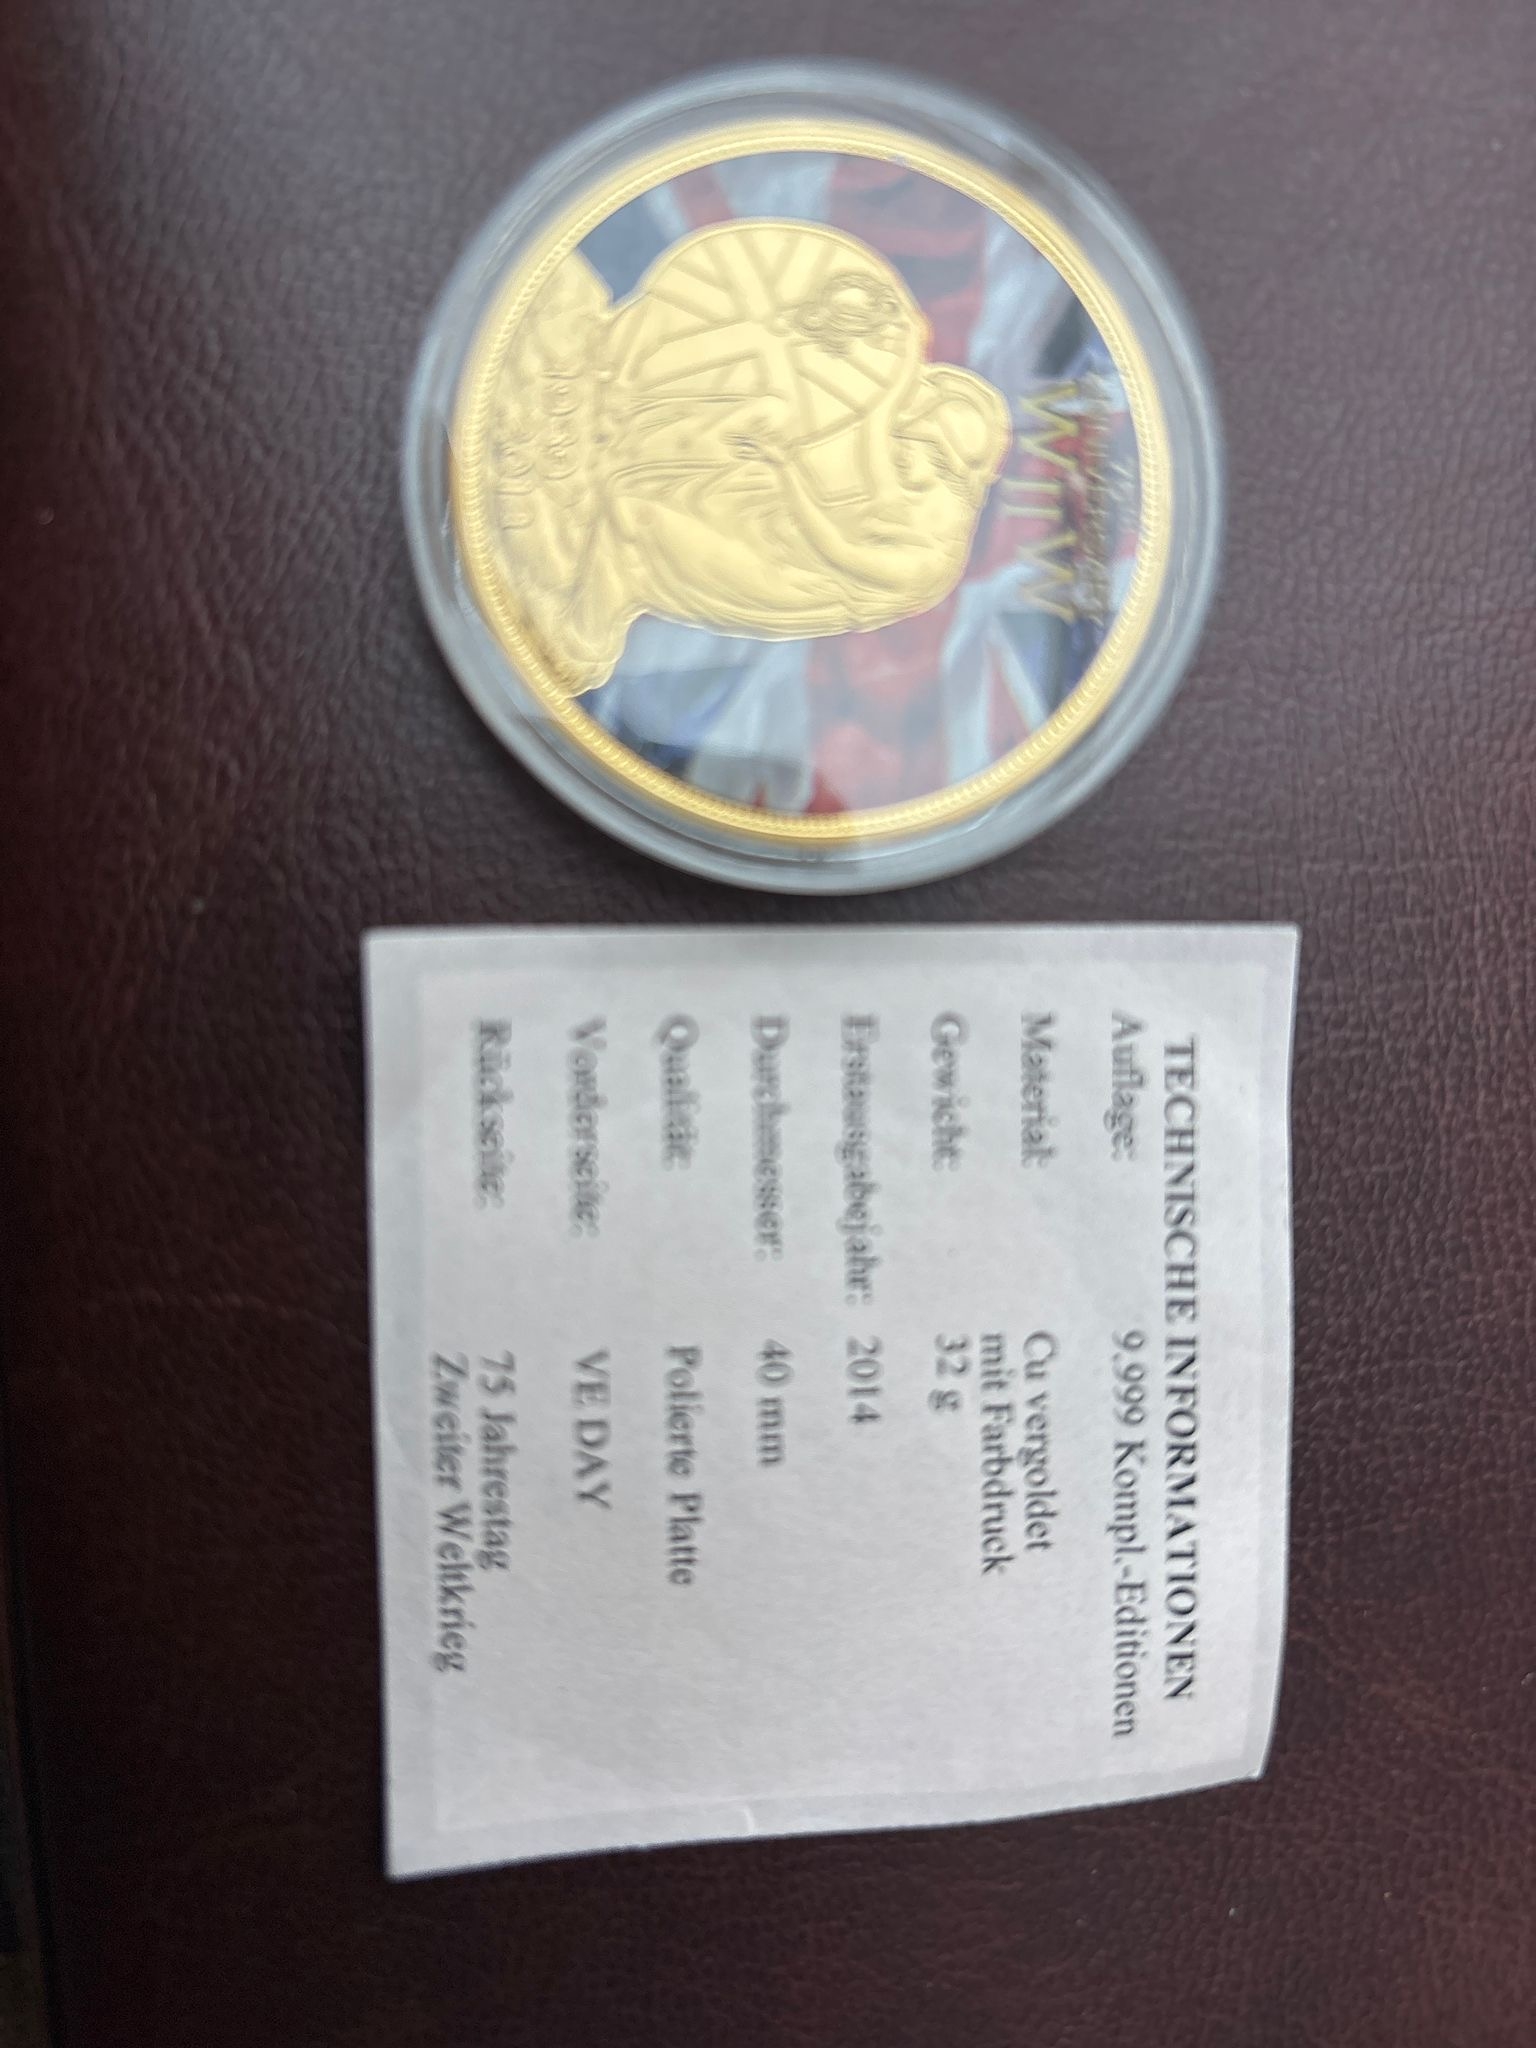 WWII
TECHNISCHE INFORMATIONEN
Auflage: 9.999 Kompl.-Editionen
Material: Cu vergoldet
mit Farbdruck
Gewicht: 32 g
Erstausgabejahr: 2014
Durchmesser: 40 mm
Qualität: Polierte Platte
Vorderseite: VE DAY
Rückseite: 75 Jahrestag
Zweiter Weltkrieg